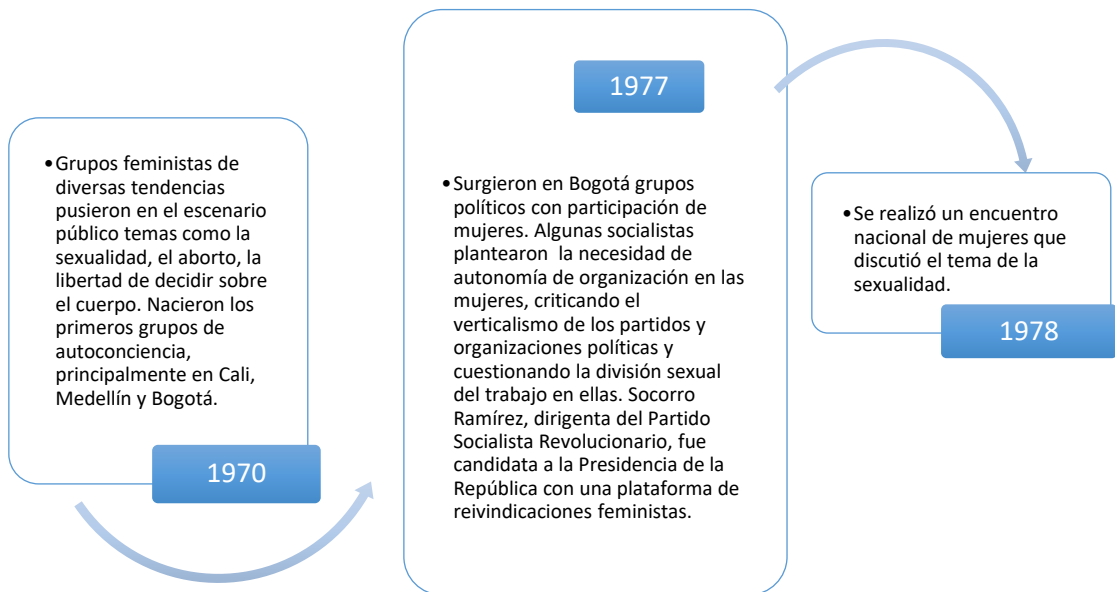 •Grupos feministas de
diversas tendencias
pusieron en el escenario
público temas como la
sexualidad, el aborto, la
libertad de decidir sobre
el cuerpo. Nacieron los
primeros grupos de
autoconciencia,
principalmente en Cali,
Medellín y Bogotá.
1970
1977
•Surgieron en Bogotá grupos
políticos con participación de
mujeres. Algunas socialistas
plantearon  la necesidad de
autonomía de organización en las
mujeres, criticando el
verticalismo de los partidos y
organizaciones políticas y
cuestionando la división sexual
del trabajo en ellas. Socorro
Ramírez, dirigenta del Partido
Socialista Revolucionario, fue
candidata a la Presidencia de la
República con una plataforma de
reivindicaciones feministas.
•Se realizó un encuentro
nacional de mujeres que
discutió el tema de la
sexualidad.
1978